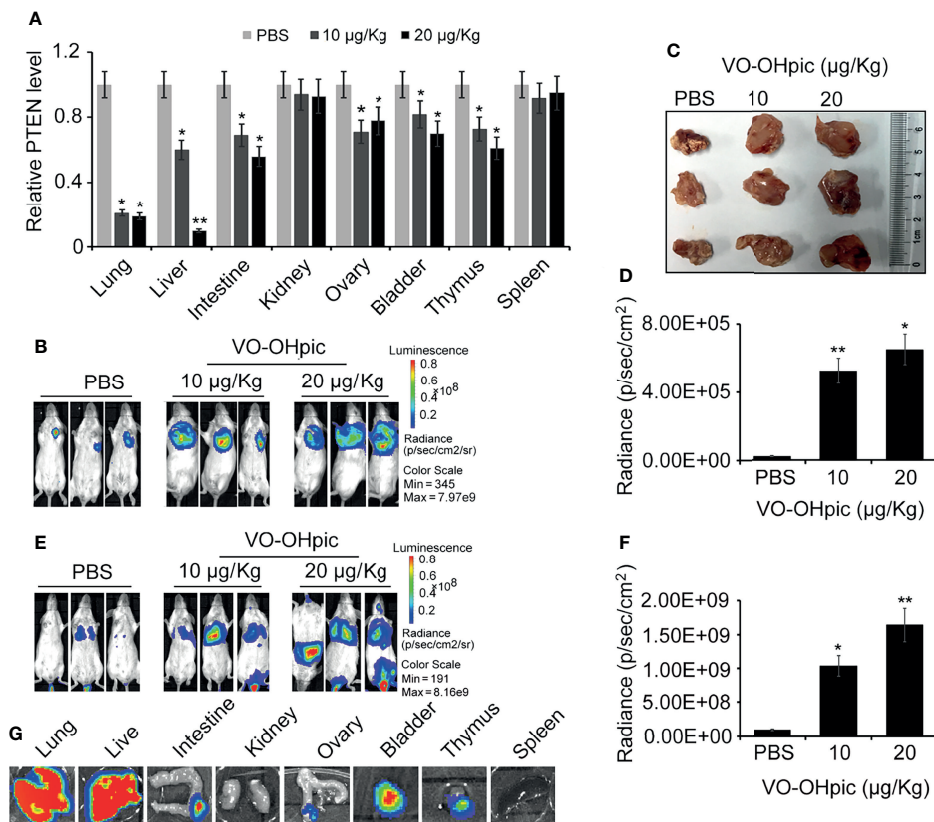 A
PBS 10 µg/Kg 20 µg/Kg
Relative PTEN level
1.2
0.8
0.4
0
* * * ** * * * * * * * *
Lung Liver Intestine Kidney Ovary Bladder Thymus Spleen
B
VO-OHpic
PBS 10 µg/Kg 20 µg/Kg
Luminescence
0.8
0.6
0.4
0.2
×10⁸
Radiance
(p/sec/cm2/sr)
Color Scale
Min = 345
Max = 7.97e9
C
VO-OHpic (µg/Kg)
PBS 10 20
6
5
4
3
2
1cm
0
D
Radiance (p/sec/cm²)
8.00E+05
4.00E+05
0.00E+00
** *
PBS 10 20
VO-OHpic (µg/Kg)
E
VO-OHpic
PBS 10 µg/Kg 20 µg/Kg
Luminescence
0.8
0.6
0.4
0.2
×10⁸
Radiance
(p/sec/cm2/sr)
Color Scale
Min = 191
Max = 8.16e9
F
Radiance (p/sec/cm²)
2.00E+09
1.50E+09
1.00E+09
5.00E+08
0.00E+00
* **
PBS 10 20
VO-OHpic (µg/Kg)
G
Lung Live Intestine Kidney Ovary Bladder Thymus Spleen